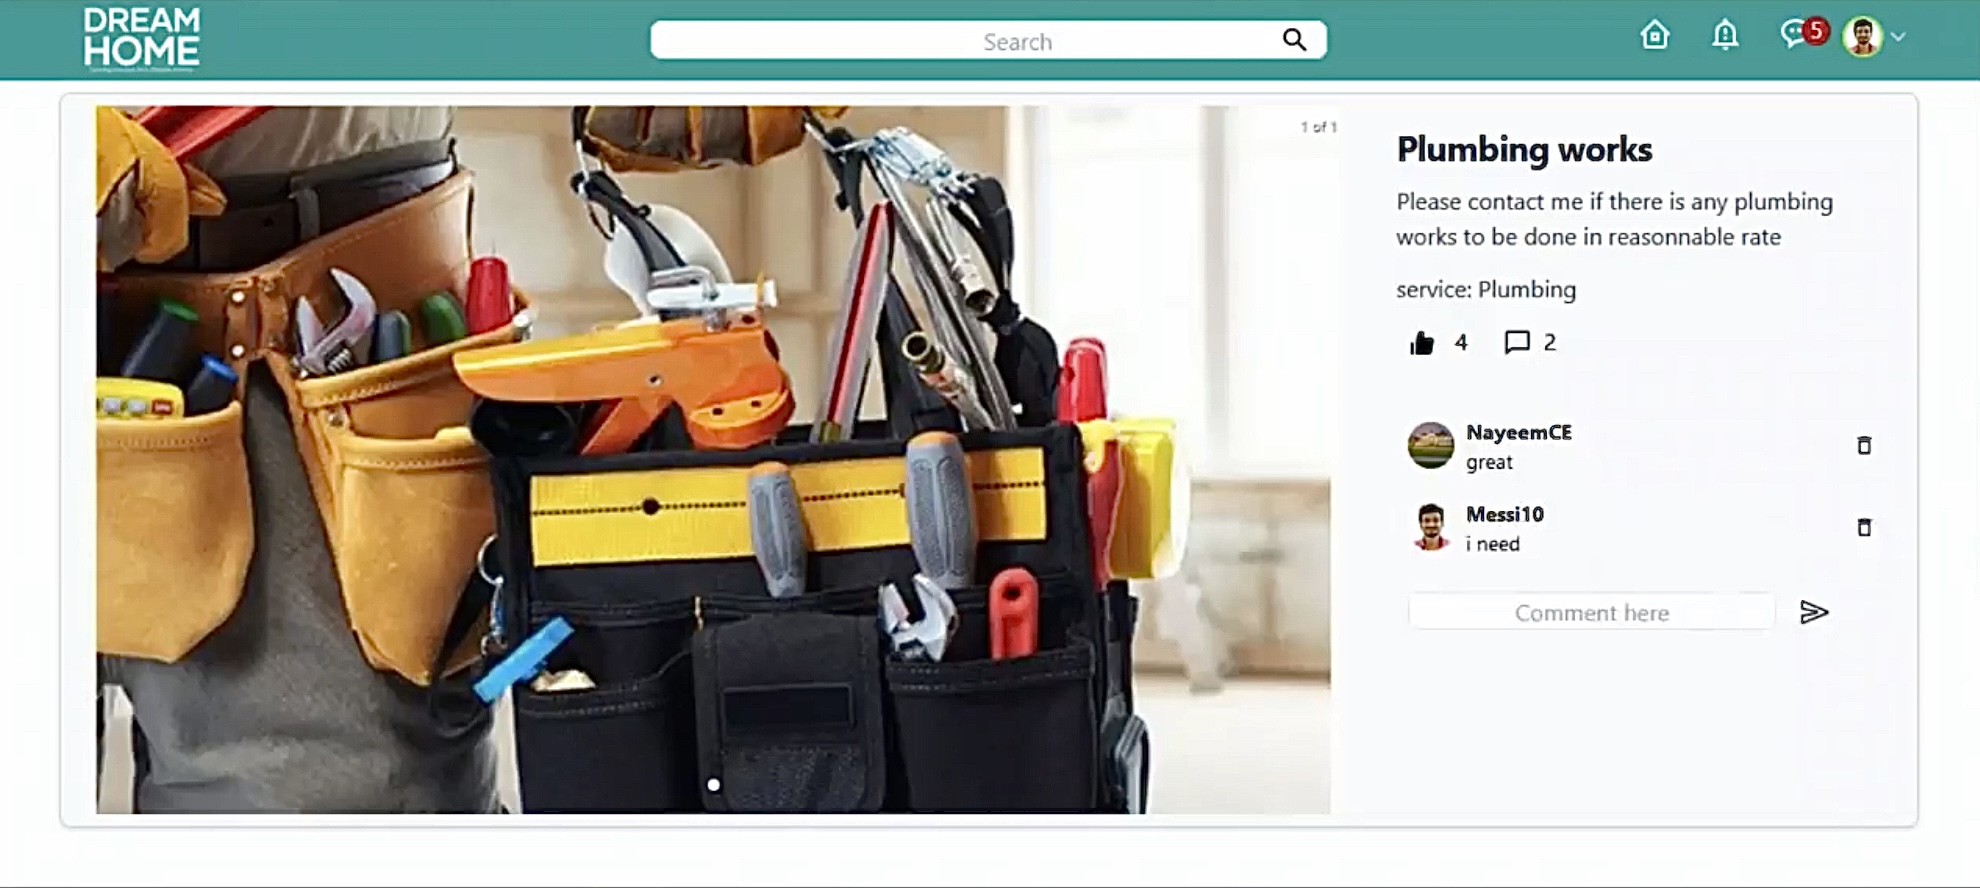 DREAM
HOME
Search
5
1 of 1
Plumbing works
Please contact me if there is any plumbing
works to be done in reasonnable rate
service: Plumbing
4 2
NayeemCE
great
Messi10
i need
Comment here